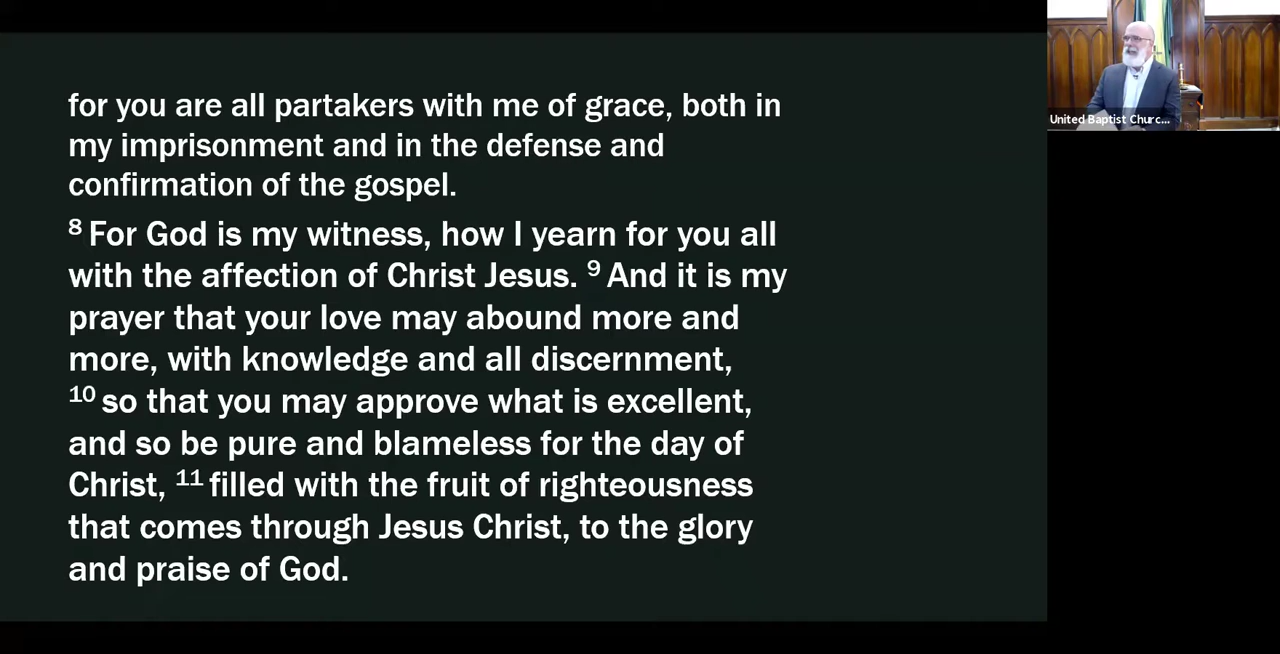 for you are all partakers with me of grace, both in
my imprisonment and in the defense and
confirmation of the gospel.
8 For God is my witness, how I yearn for you all
with the affection of Christ Jesus. 9 And it is my
prayer that your love may abound more and
more, with knowledge and all discernment,
10 so that you may approve what is excellent,
and so be pure and blameless for the day of
Christ, 11 filled with the fruit of righteousness
that comes through Jesus Christ, to the glory
and praise of God.
United Baptist Churc...